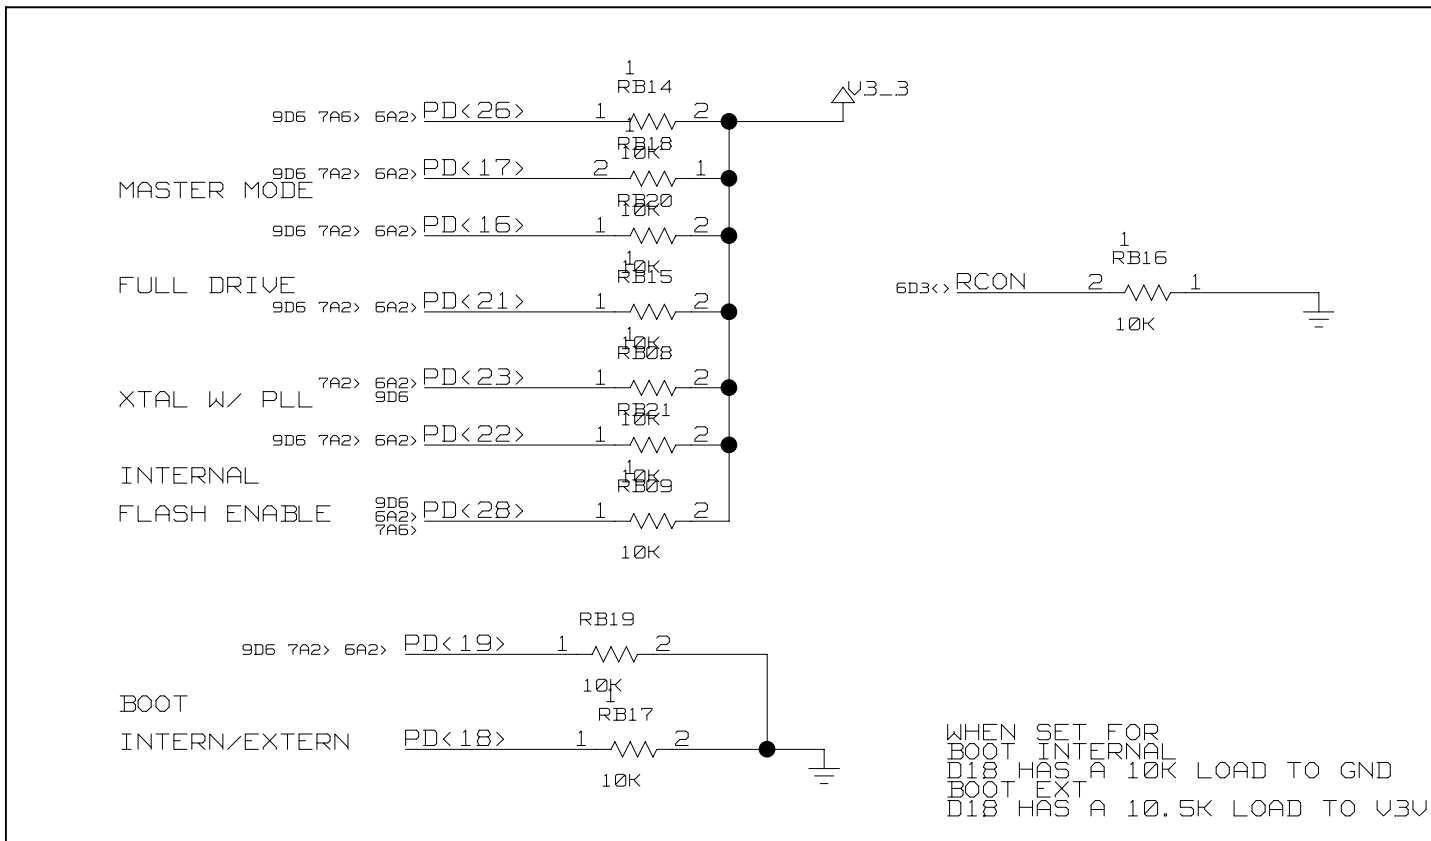 1
RB14
V3_3
9D6 7A6> 6A2> PD<26> 1 2
1
RB18
10K
9D6 7A2> 6A2> PD<17> 2 1
MASTER MODE
RB20
10K
9D6 7A2> 6A2> PD<16> 1 2
1
10K
RB15
FULL DRIVE
9D6 7A2> 6A2> PD<21> 1 2
1
RB16
6D3<> RCON 2 1
10K
1
10K
RB08
7A2> 6A2> PD<23> 1 2
9D6
XTAL W/ PLL
RB21
10K
9D6 7A2> 6A2> PD<22> 1 2
1
10K
RB09
INTERNAL
FLASH ENABLE
9D6
6A2> PD<28> 1 2
7A6>
10K
RB19
9D6 7A2> 6A2> PD<19> 1 2
10K
1
RB17
BOOT
INTERN/EXTERN PD<18> 1 2
10K
WHEN SET FOR
BOOT INTERNAL
D18 HAS A 10K LOAD TO GND
BOOT EXT
D18 HAS A 10.5K LOAD TO V3V